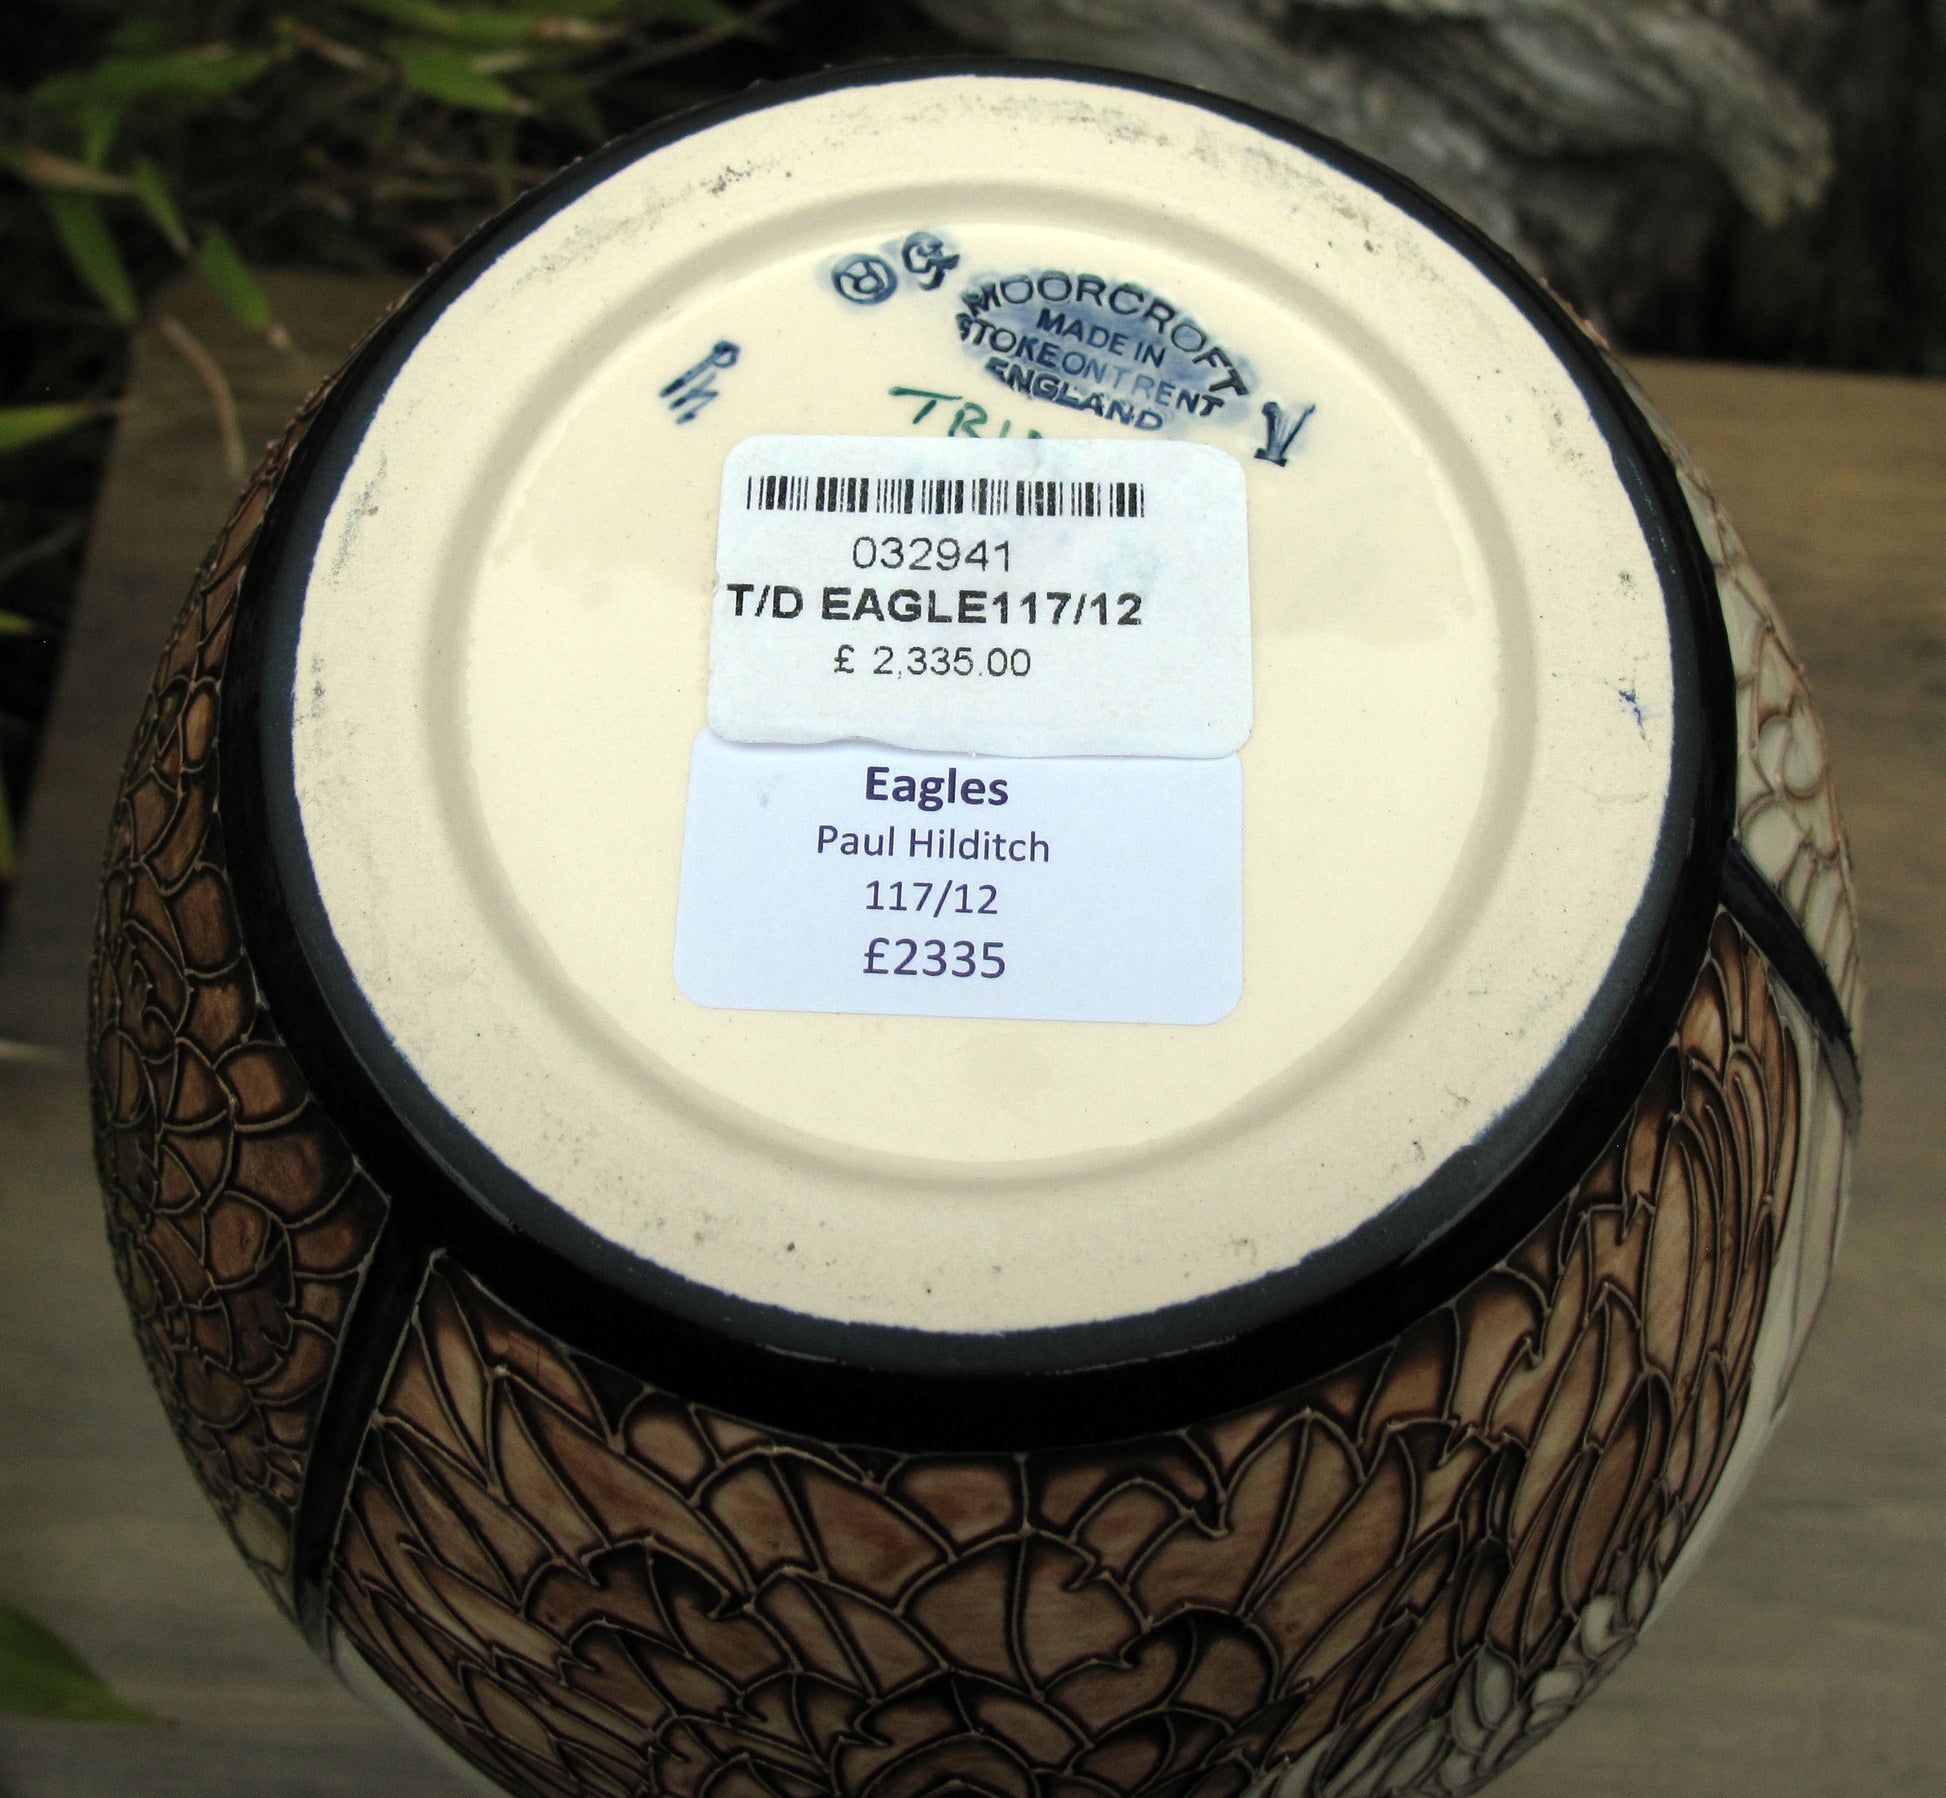 ®
MOORCROFT
MADE IN
STOKE ON TRENT
ENGLAND
032941
T/D EAGLE117/12
£ 2,335.00
Eagles
Paul Hilditch
117/12
£2335